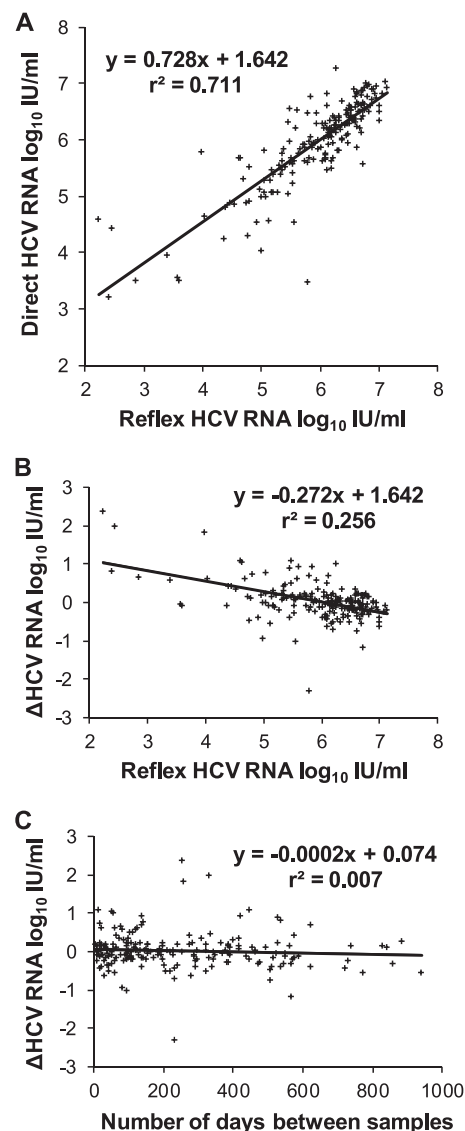 A
y = 0.728x + 1.642
r² = 0.711
Direct HCV RNA log₁₀ IU/ml
8
7
6
5
4
3
2
2 3 4 5 6 7 8
Reflex HCV RNA log₁₀ IU/ml
B
y = -0.272x + 1.642
r² = 0.256
ΔHCV RNA log₁₀ IU/ml
3
2
1
0
-1
-2
-3
2 3 4 5 6 7 8
Reflex HCV RNA log₁₀ IU/ml
C
y = -0.0002x + 0.074
r² = 0.007
ΔHCV RNA log₁₀ IU/ml
3
2
1
0
-1
-2
-3
0 200 400 600 800 1000
Number of days between samples